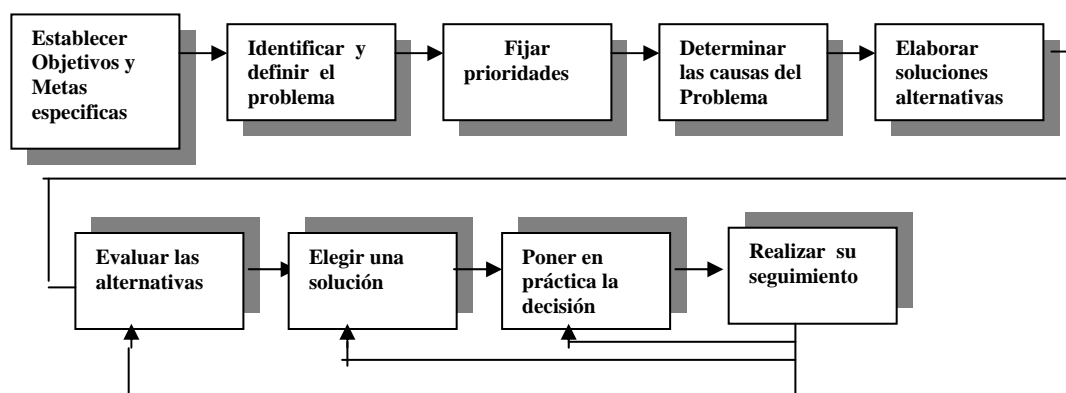 Establecer
Objetivos y
Metas
especificas
Identificar y
definir el
problema
Fijar
prioridades
Determinar
las causas del
Problema
Elaborar
soluciones
alternativas
Evaluar las
alternativas
Elegir una
solución
Poner en
práctica la
decisión
Realizar su
seguimiento